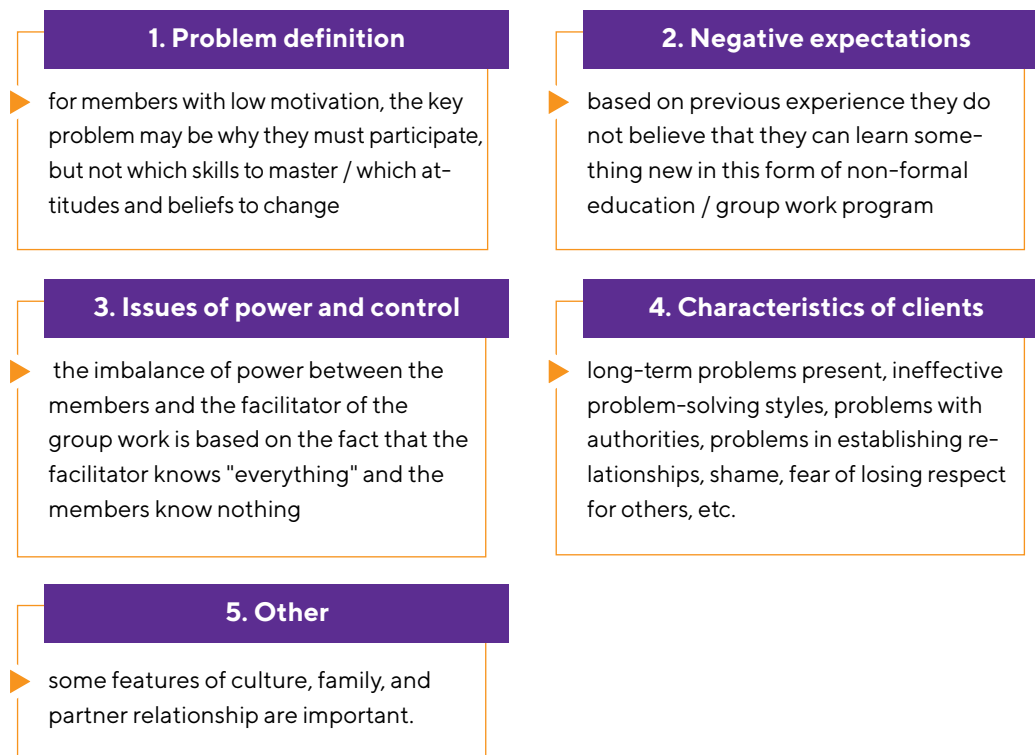 1. Problem definition
for members with low motivation, the key
problem may be why they must participate,
but not which skills to master / which at-
titudes and beliefs to change
2. Negative expectations
based on previous experience they do
not believe that they can learn some-
thing new in this form of non-formal
education / group work program
3. Issues of power and control
the imbalance of power between the
members and the facilitator of the
group work is based on the fact that the
facilitator knows "everything" and the
members know nothing
4. Characteristics of clients
long-term problems present, ineffective
problem-solving styles, problems with
authorities, problems in establishing re-
lationships, shame, fear of losing respect
for others, etc.
5. Other
some features of culture, family, and
partner relationship are important.